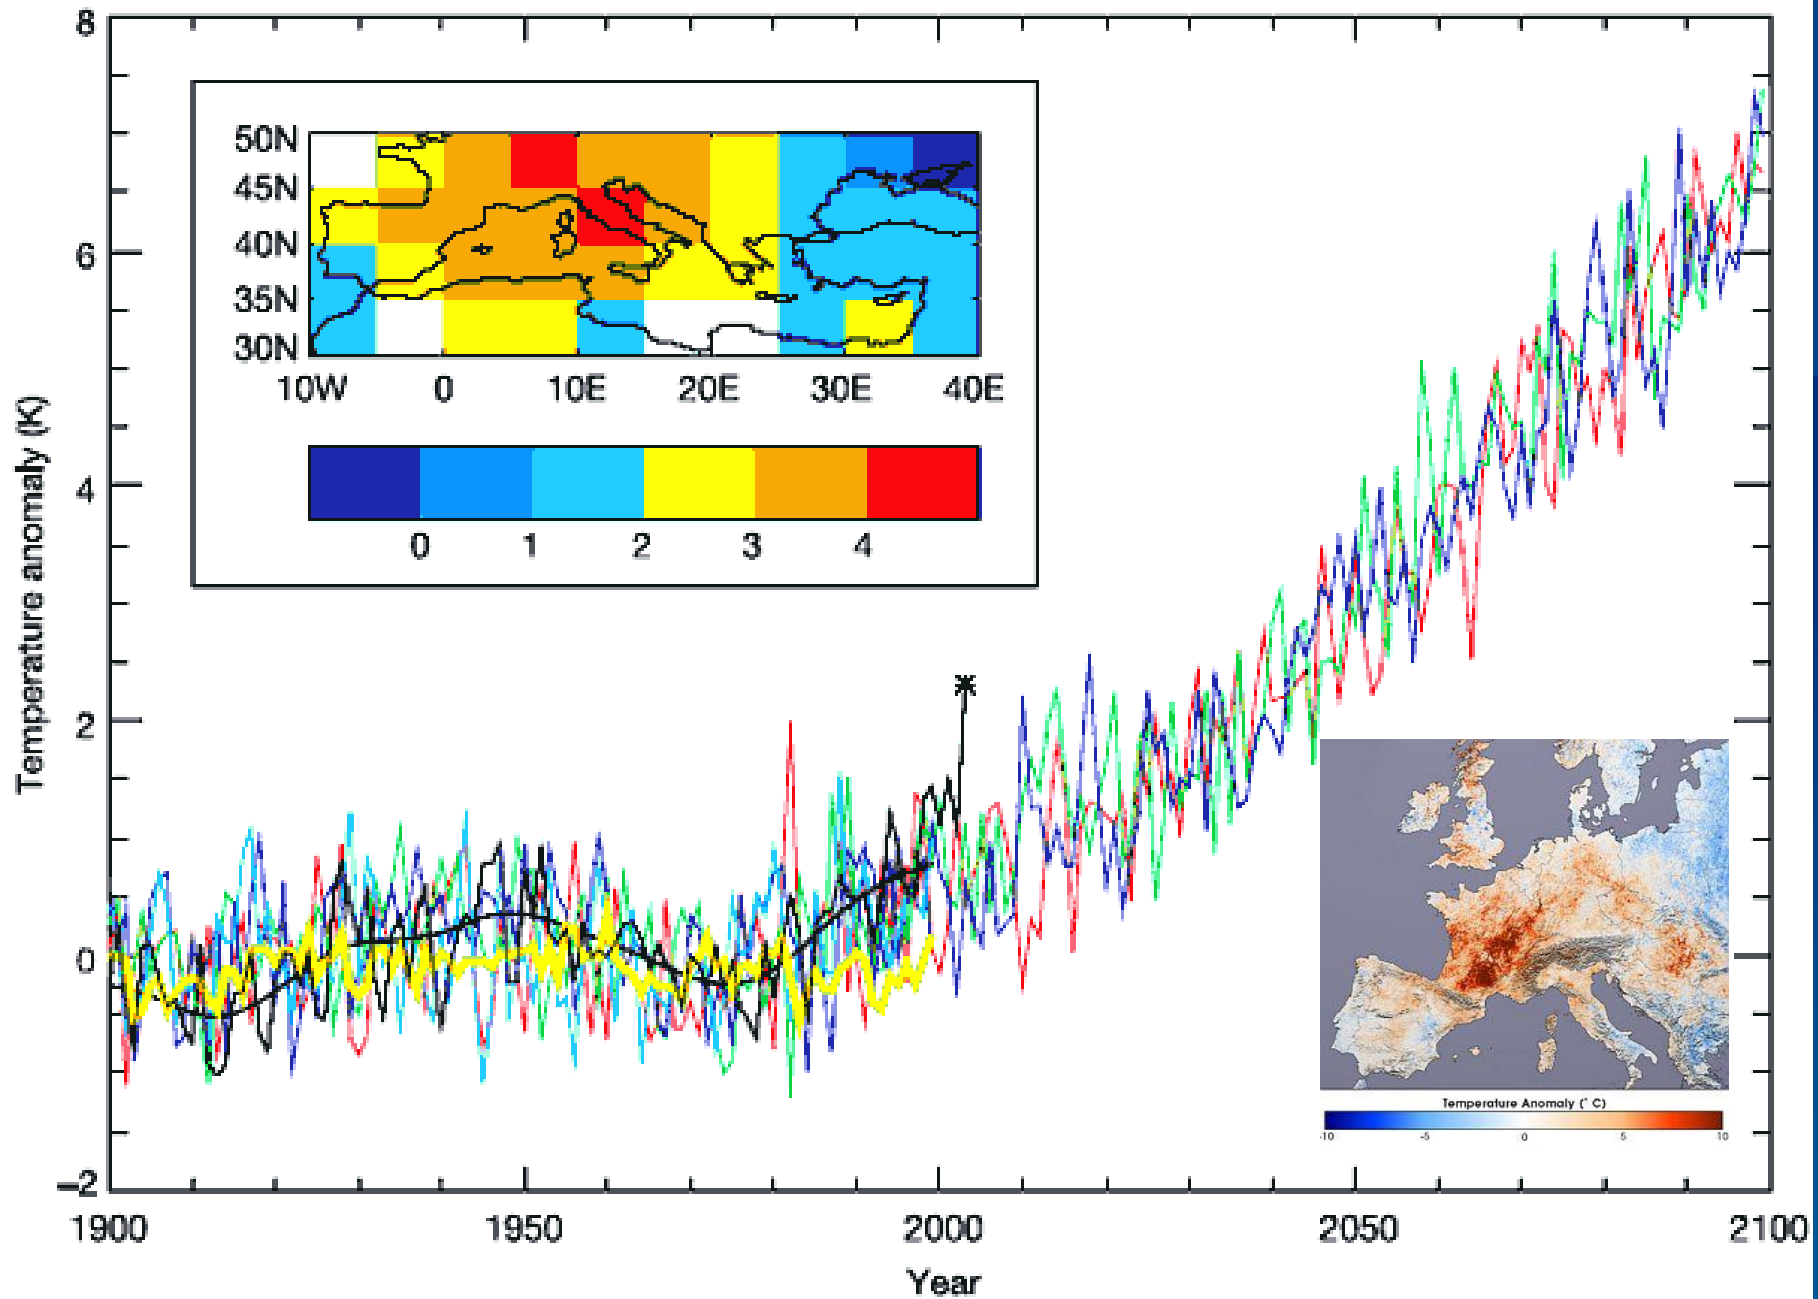 8
6
4
2
0
−2
Temperature anomaly (K)
50N
45N
40N
35N
30N
10W 0 10E 20E 30E 40E
0 1 2 3 4
Temperature Anomaly (° C)
-10 -5 0 5 10
1900 1950 2000 2050 2100
Year